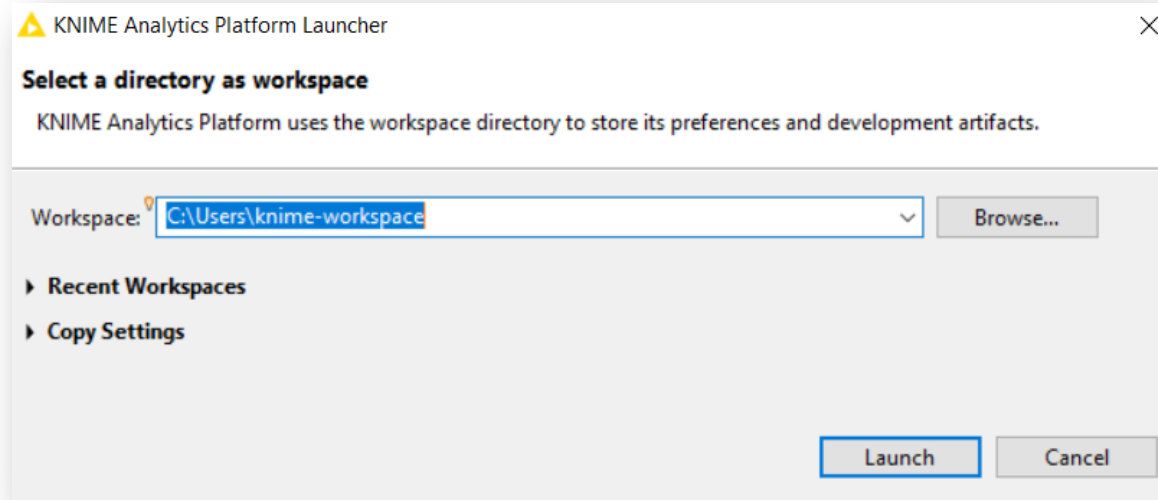 KNIME Analytics Platform Launcher
Select a directory as workspace
KNIME Analytics Platform uses the workspace directory to store its preferences and development artifacts.
Workspace: C:\Users\knime-workspace Browse...
Recent Workspaces
Copy Settings
Launch Cancel